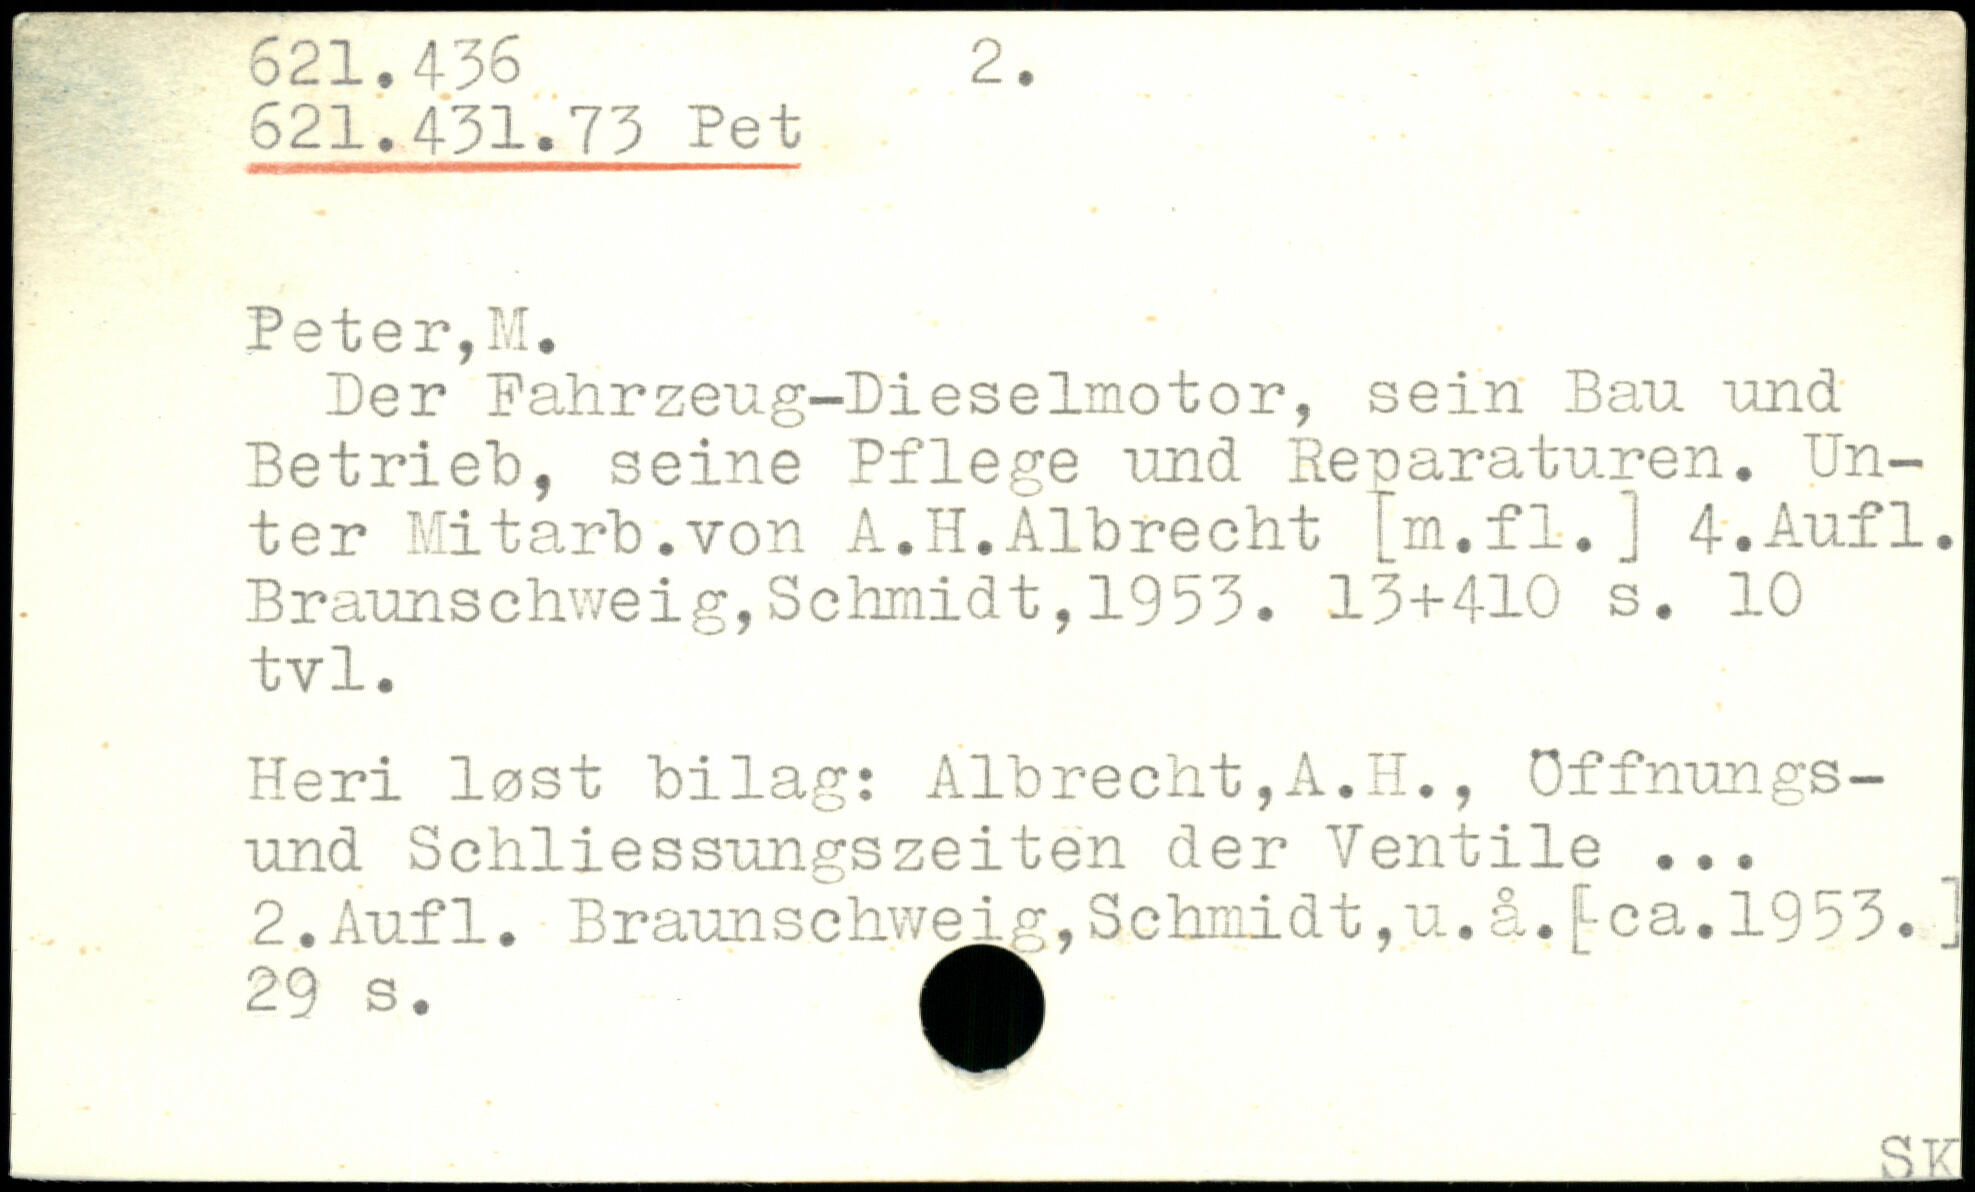 621.436 2.
621.431.73 Pet
Peter,M.
Der Fahrzeug-Dieselmotor, sein Bau und
Betrieb, seine Pflege und Reparaturen. Un-
ter Mitarb.von A.H.Albrecht [m.fl.] 4.Aufl.
Braunschweig,Schmidt,1953. 13+410 s. 10
tvl.
Heri løst bilag: Albrecht,A.H., Öffnungs-
und Schliessungszeiten der Ventile ...
2.Aufl. Braunschweig,Schmidt,u.å.[ca.1953.]
29 s.
SK